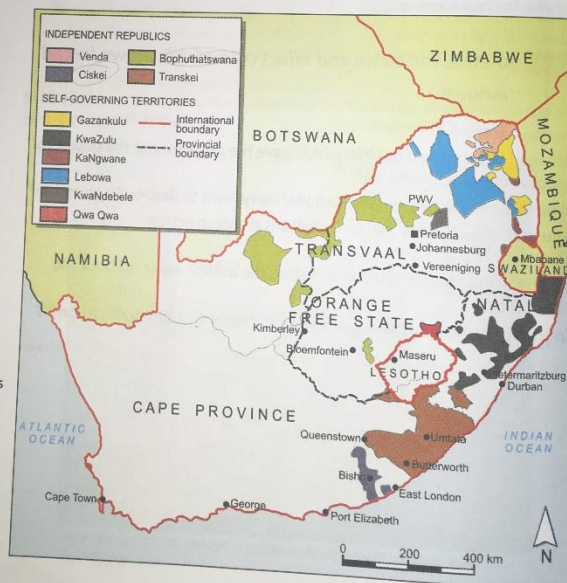 INDEPENDENT REPUBLICS
Venda
Bophuthatswana
Ciskei
Transkei
SELF-GOVERNING TERRITORIES
Gazankulu
KwaZulu
KaNgwane
Lebowa
KwaNdebele
Qwa Qwa
International
boundary
Provincial
boundary
ZIMBABWE
BOTSWANA
MOZAMBIQUE
NAMIBIA
PWV
Pretoria
TRANSVAAL
Johannesburg
Mbabane
SWAZILAND
Vereeniging
ORANGE
FREE STATE
NATAL
Kimberley
Bloemfontein
Maseru
LESOTHO
Pietermaritzburg
Durban
CAPE PROVINCE
ATLANTIC
OCEAN
INDIAN
OCEAN
Queenstown
Umtata
Butterworth
Bisho
East London
Cape Town
George
Port Elizabeth
0 200 400 km
N